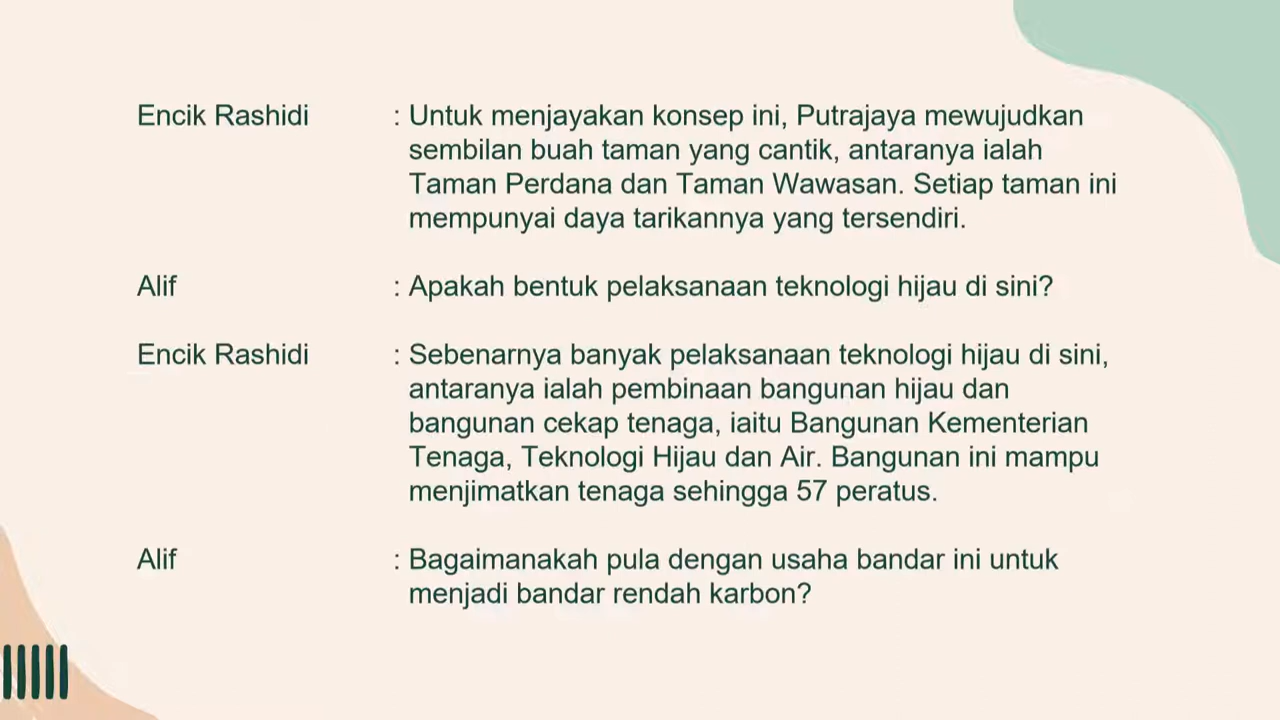 Encik Rashidi : Untuk menjayakan konsep ini, Putrajaya mewujudkan
sembilan buah taman yang cantik, antaranya ialah
Taman Perdana dan Taman Wawasan. Setiap taman ini
mempunyai daya tarikannya yang tersendiri.
Alif : Apakah bentuk pelaksanaan teknologi hijau di sini?
Encik Rashidi : Sebenarnya banyak pelaksanaan teknologi hijau di sini,
antaranya ialah pembinaan bangunan hijau dan
bangunan cekap tenaga, iaitu Bangunan Kementerian
Tenaga, Teknologi Hijau dan Air. Bangunan ini mampu
menjimatkan tenaga sehingga 57 peratus.
Alif : Bagaimanakah pula dengan usaha bandar ini untuk
menjadi bandar rendah karbon?